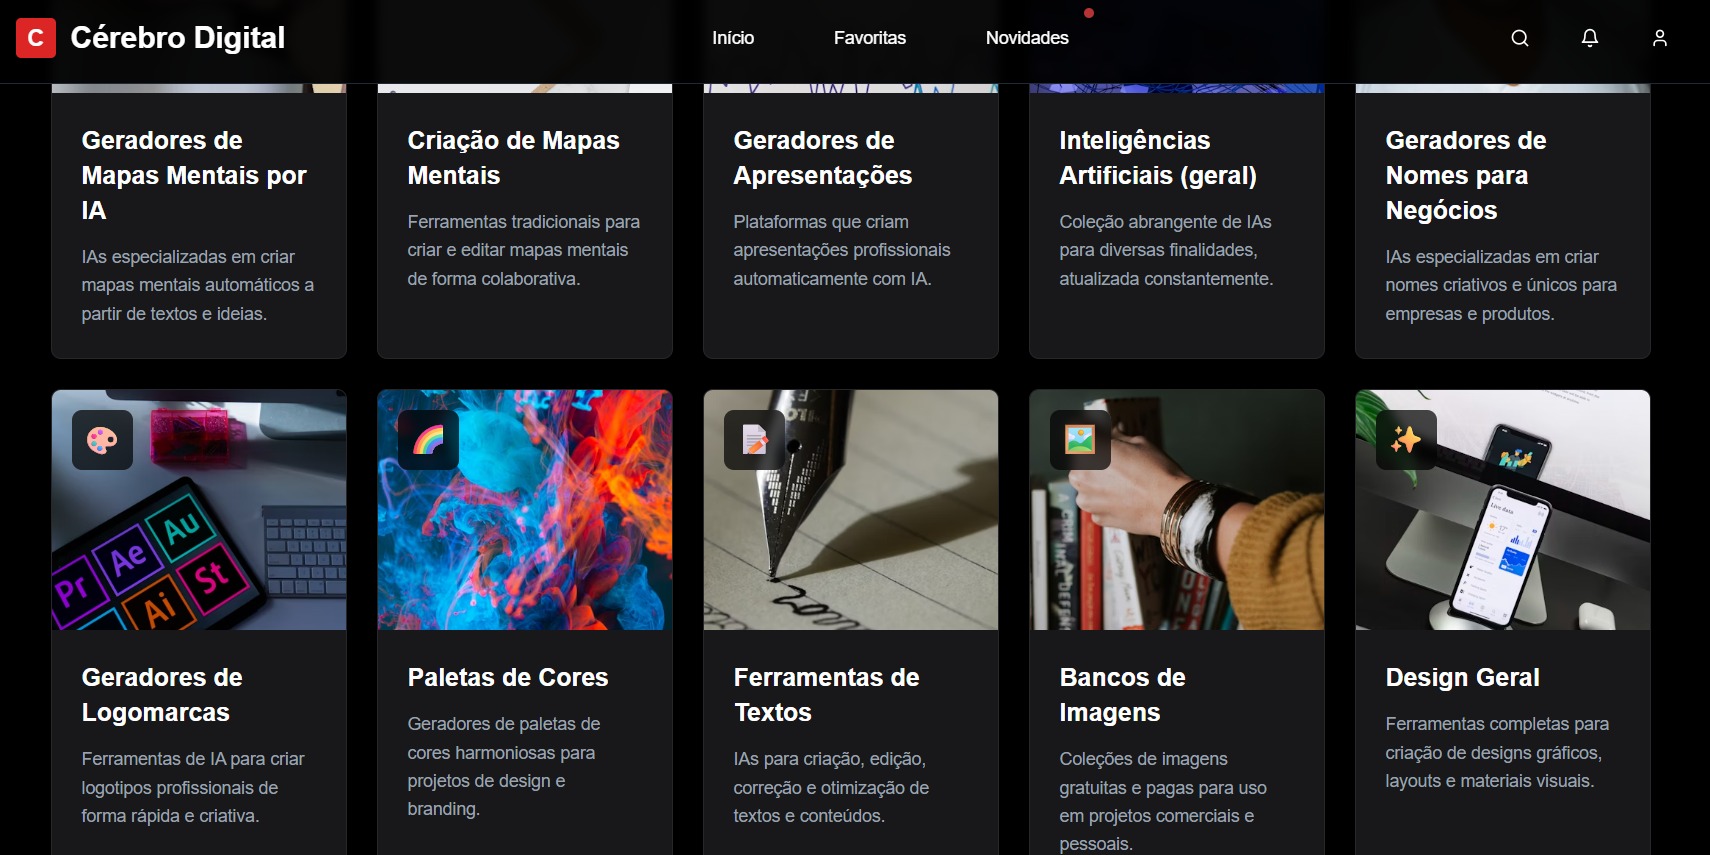 C Cérebro Digital
Início Favoritas Novidades
Geradores de
Mapas Mentais por
IA
IAs especializadas em criar
mapas mentais automáticos a
partir de textos e ideias.
Criação de Mapas
Mentais
Ferramentas tradicionais para
criar e editar mapas mentais
de forma colaborativa.
Geradores de
Apresentações
Plataformas que criam
apresentações profissionais
automaticamente com IA.
Inteligências
Artificiais (geral)
Coleção abrangente de IAs
para diversas finalidades,
atualizada constantemente.
Geradores de
Nomes para
Negócios
IAs especializadas em criar
nomes criativos e únicos para
empresas e produtos.
Au
Ae
Pr
St
Ai
Geradores de
Logomarcas
Ferramentas de IA para criar
logotipos profissionais de
forma rápida e criativa.
Paletas de Cores
Geradores de paletas de
cores harmoniosas para
projetos de design e
branding.
Ferramentas de
Textos
IAs para criação, edição,
correção e otimização de
textos e conteúdos.
Bancos de
Imagens
Coleções de imagens
gratuitas e pagas para uso
em projetos comerciais e
pessoais.
Live data
Design Geral
Ferramentas completas para
criação de designs gráficos,
layouts e materiais visuais.